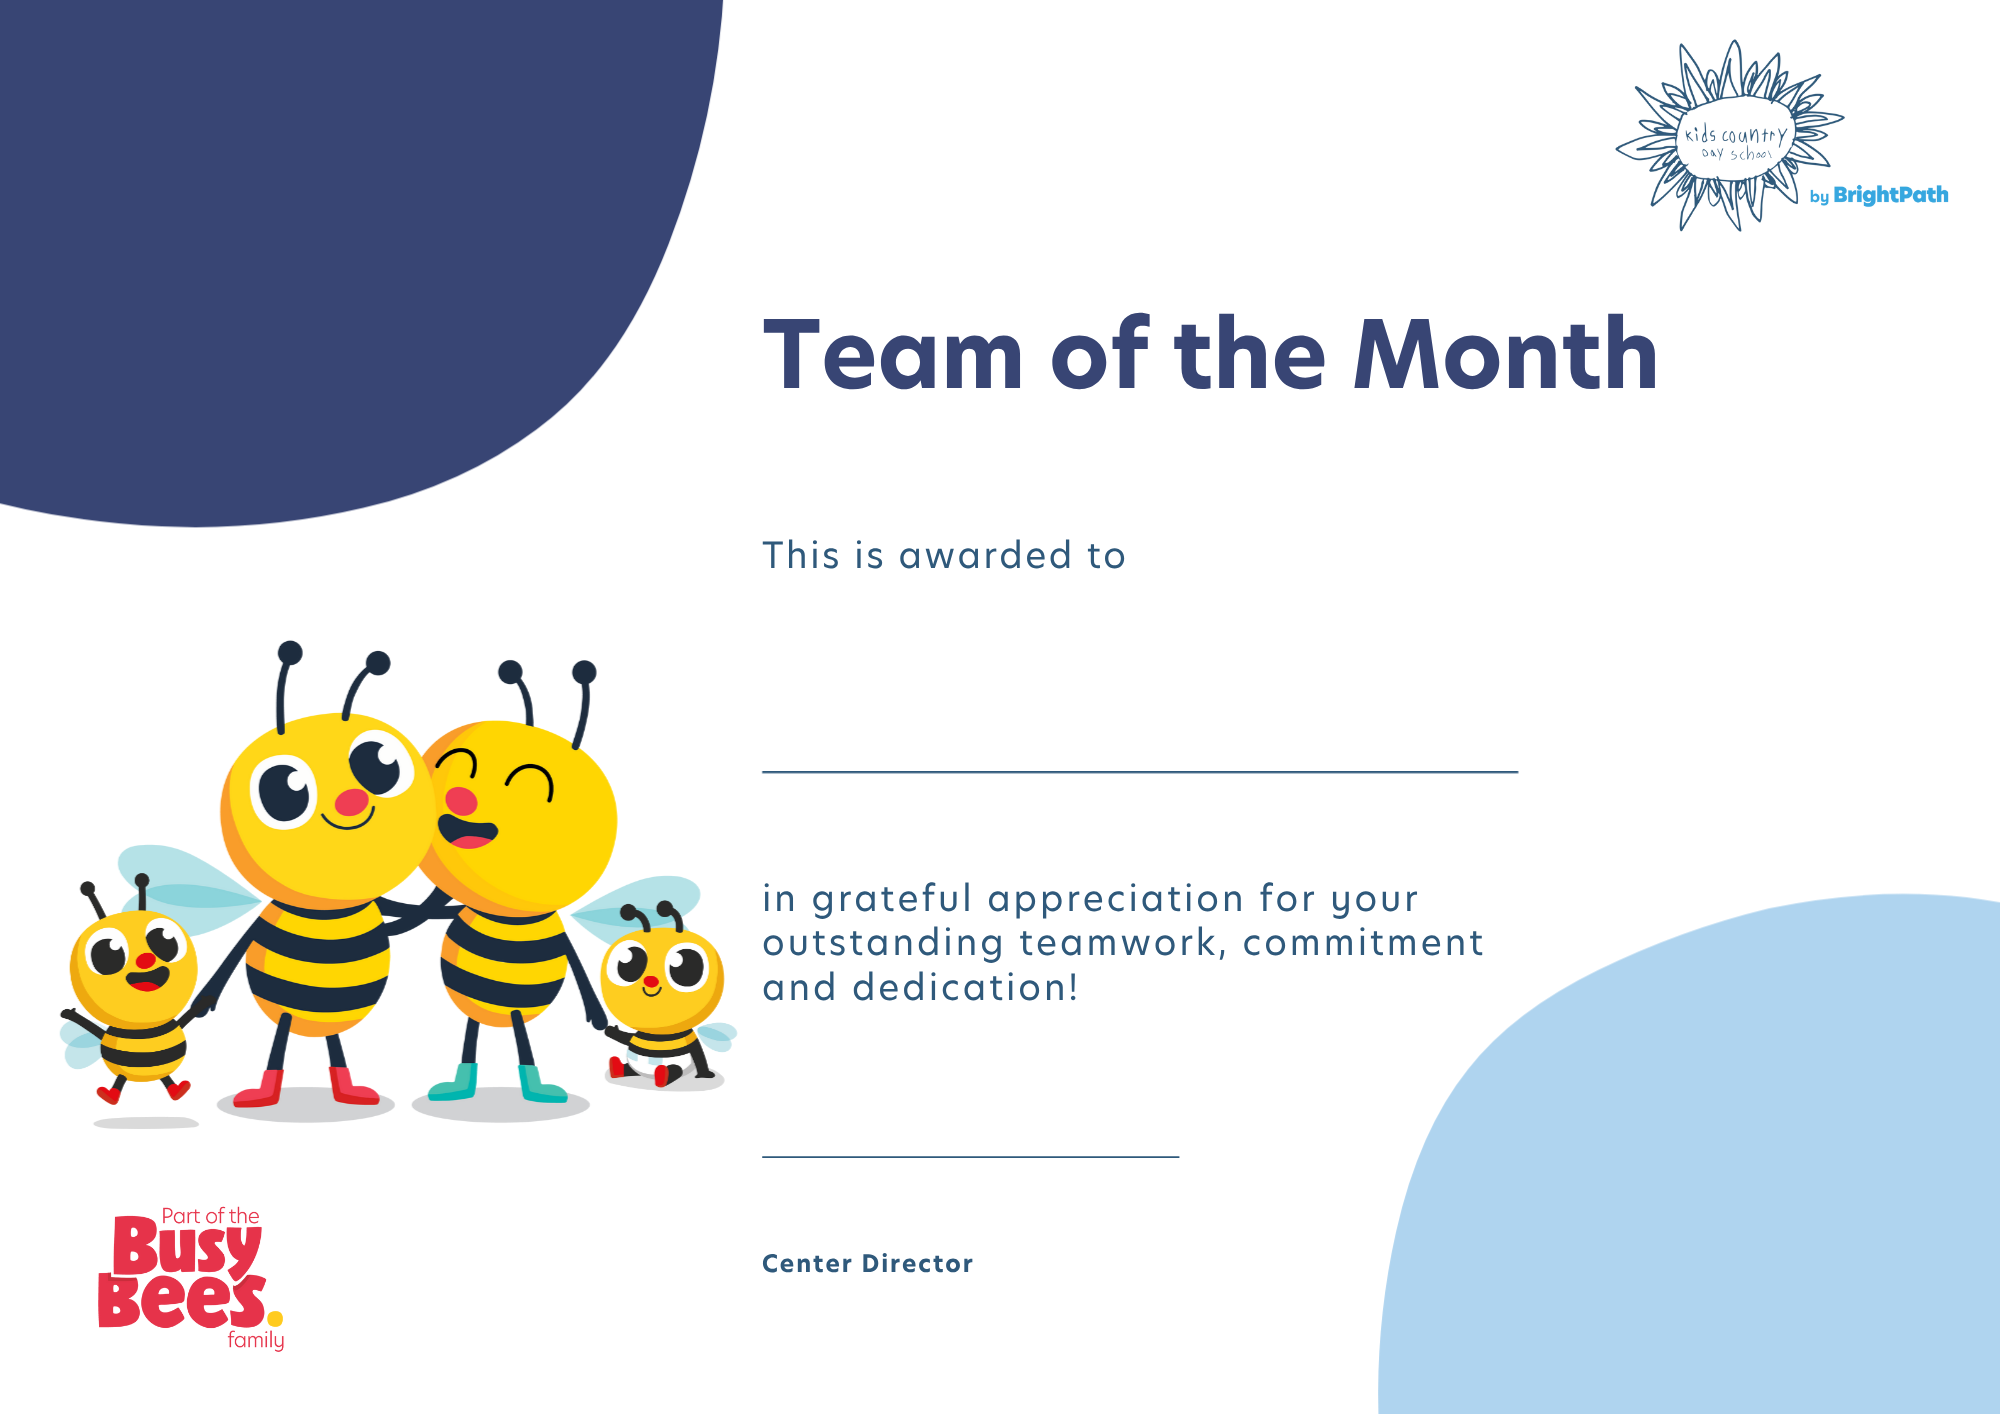 kids country
day school
by BrightPath
Team of the Month
This is awarded to
in grateful appreciation for your
outstanding teamwork, commitment
and dedication!
Center Director
Part of the
Busy
Bees.
family